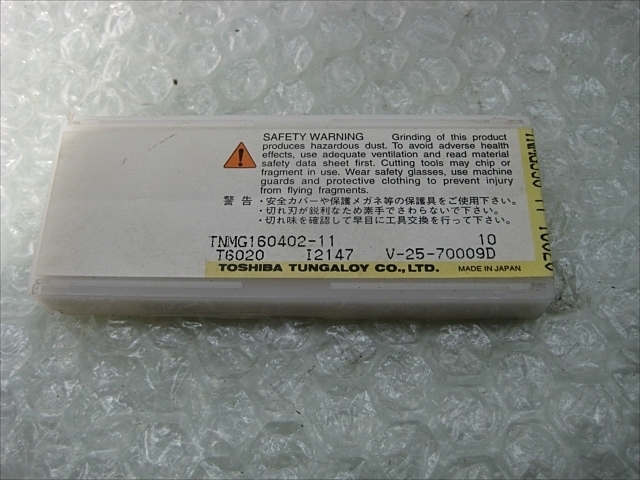 SAFETY WARNING Grinding of this product
produces hazardous dust. To avoid adverse health
effects, use adequate ventilation and read material
safety data sheet first. Cutting tools may chip or
fragment in use. Wear safety glasses, use machine
guards and protective clothing to prevent injury
from flying fragments.
警告・安全カバーや保護メガネ等の保護具をご使用下さい。
・切れ刃が鋭利なため素手でさわらないで下さい。
・切れ味を確認して早目に工具交換を行って下さい。
TNMG160402-11 10
T6020 I2147 V-25-70009D
TOSHIBA TUNGALOY CO., LTD. MADE IN JAPAN